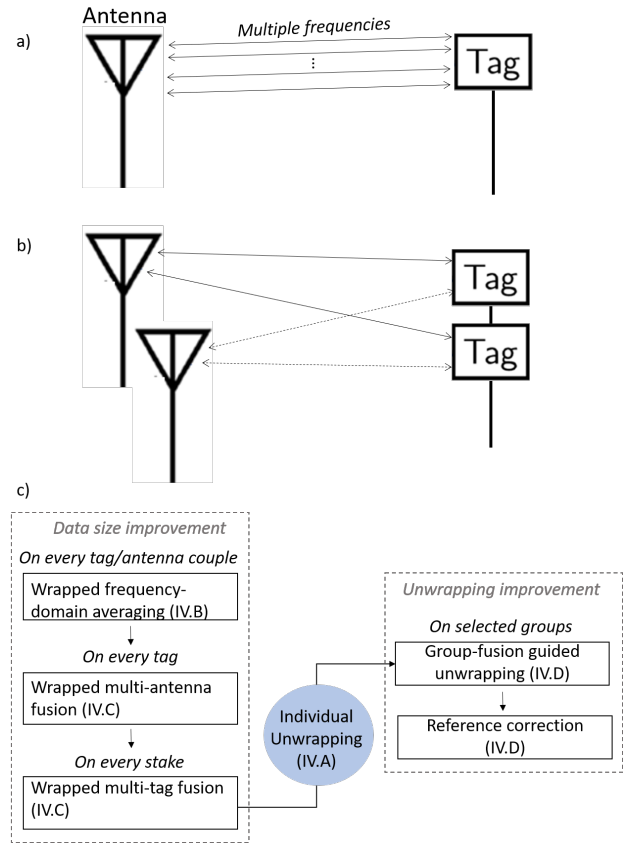 Antenna
a)
Multiple frequencies
...
Tag
b)
Tag
Tag
c)
Data size improvement
On every tag/antenna couple
Wrapped frequency-
domain averaging (IV.B)
On every tag
Wrapped multi-antenna
fusion (IV.C)
On every stake
Wrapped multi-tag fusion
(IV.C)
Individual
Unwrapping
(IV.A)
Unwrapping improvement
On selected groups
Group-fusion guided
unwrapping (IV.D)
Reference correction
(IV.D)